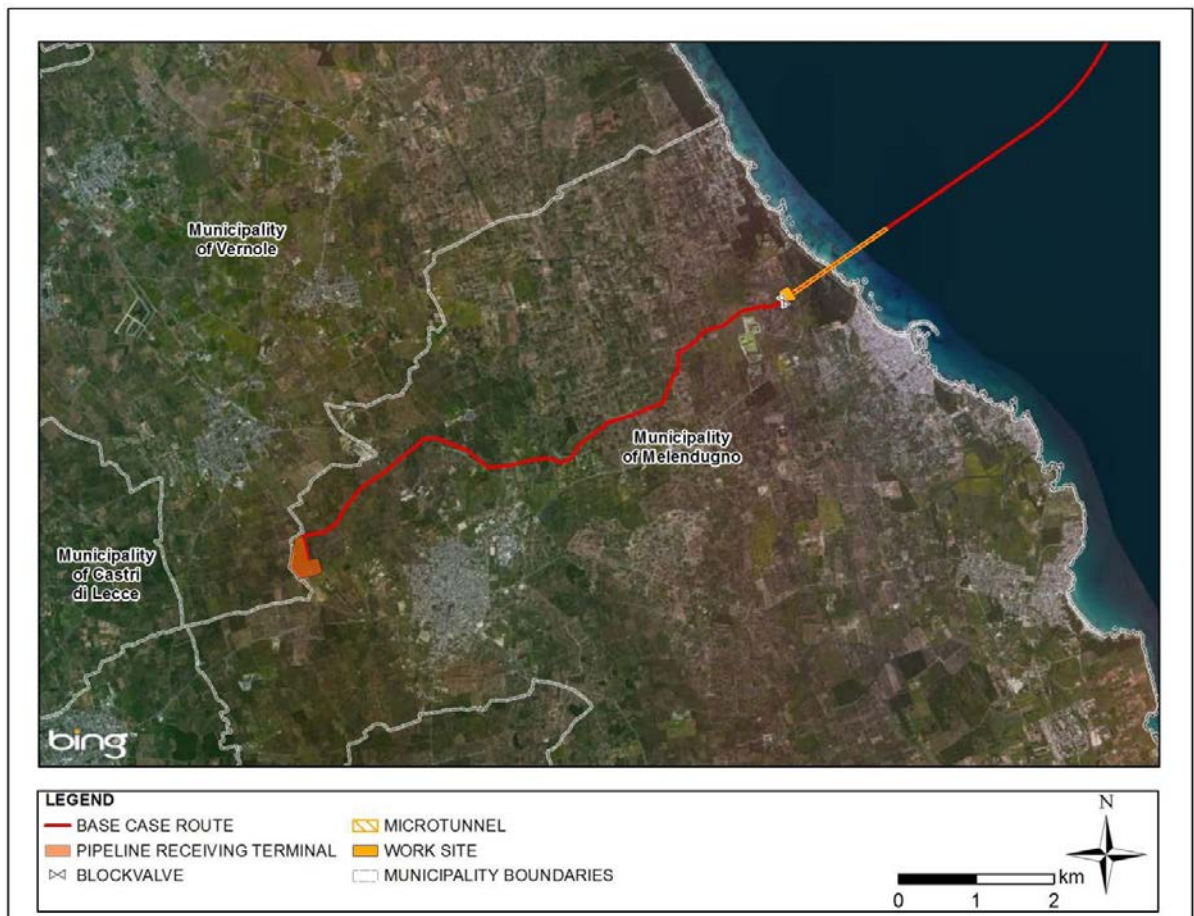 Municipality
of Vernole
Municipality
of Melendugno
Municipality
of Castri
di Lecce
bing
LEGEND
BASE CASE ROUTE
MICROTUNNEL
PIPELINE RECEIVING TERMINAL
WORK SITE
BLOCKVALVE
MUNICIPALITY BOUNDARIES
N
km
0 1 2